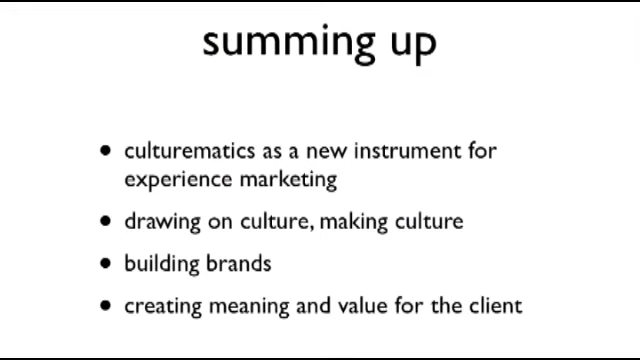 summing up
• culturematics as a new instrument for
experience marketing
• drawing on culture, making culture
• building brands
• creating meaning and value for the client